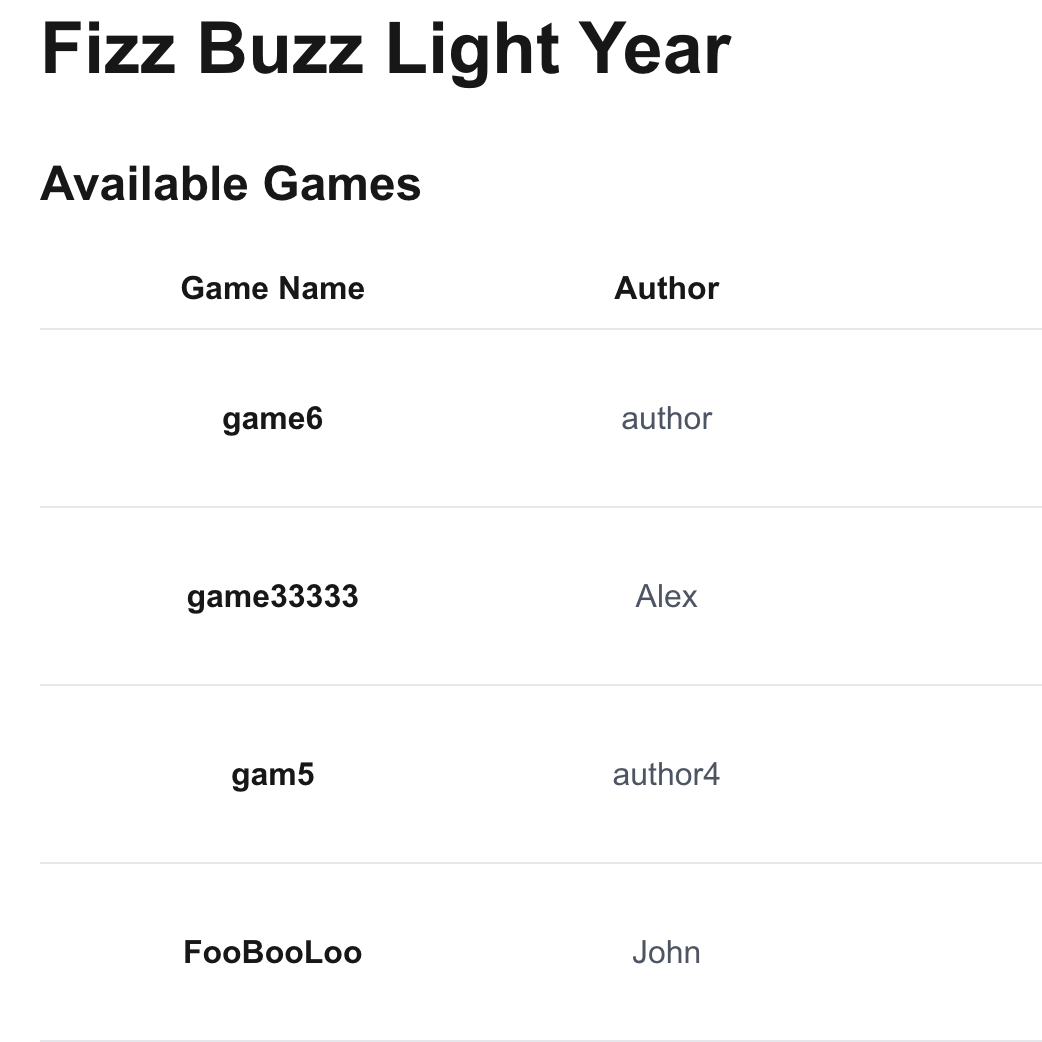 Fizz Buzz Light Year
Available Games
Game Name Author
game6 author
game33333 Alex
gam5 author4
FooBooLoo John